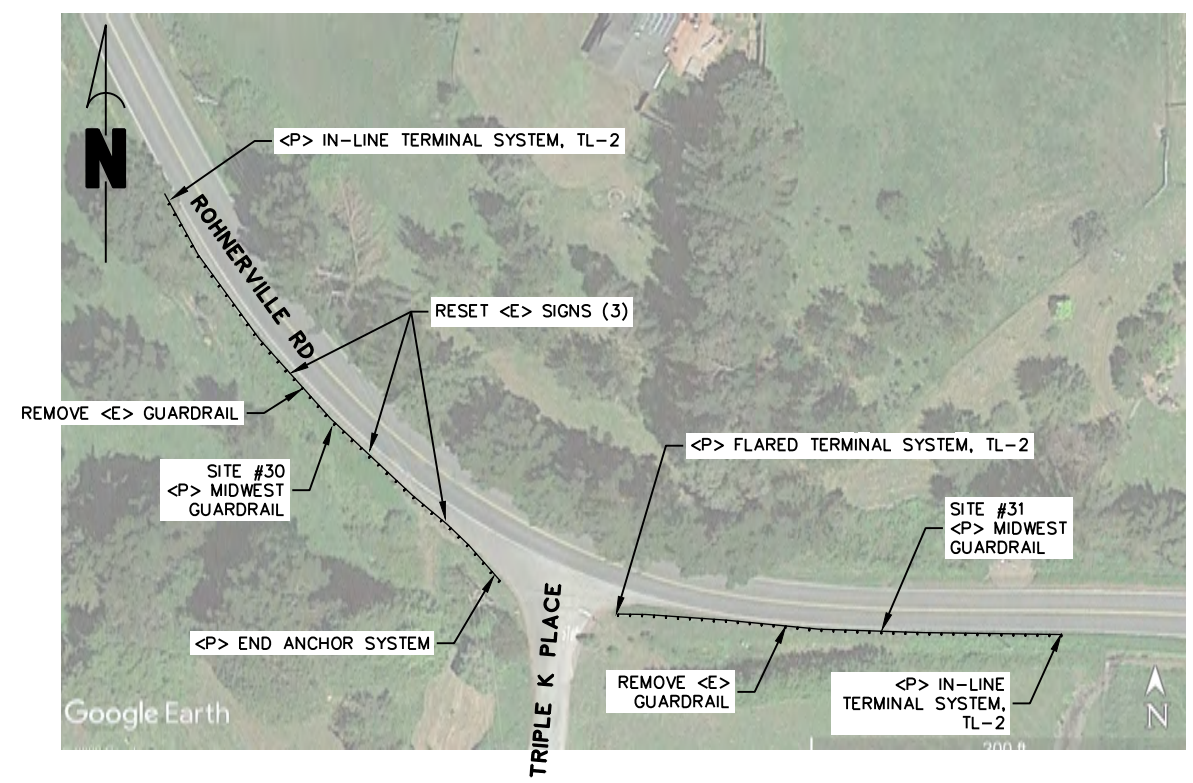 N
<P> IN-LINE TERMINAL SYSTEM, TL-2
ROHNERVILLE RD
RESET <E> SIGNS (3)
REMOVE <E> GUARDRAIL
SITE #30
<P> MIDWEST
GUARDRAIL
<P> FLARED TERMINAL SYSTEM, TL-2
SITE #31
<P> MIDWEST
GUARDRAIL
<P> END ANCHOR SYSTEM
TRIPLE K PLACE
REMOVE <E>
GUARDRAIL
<P> IN-LINE
TERMINAL SYSTEM,
TL-2
Google Earth
N